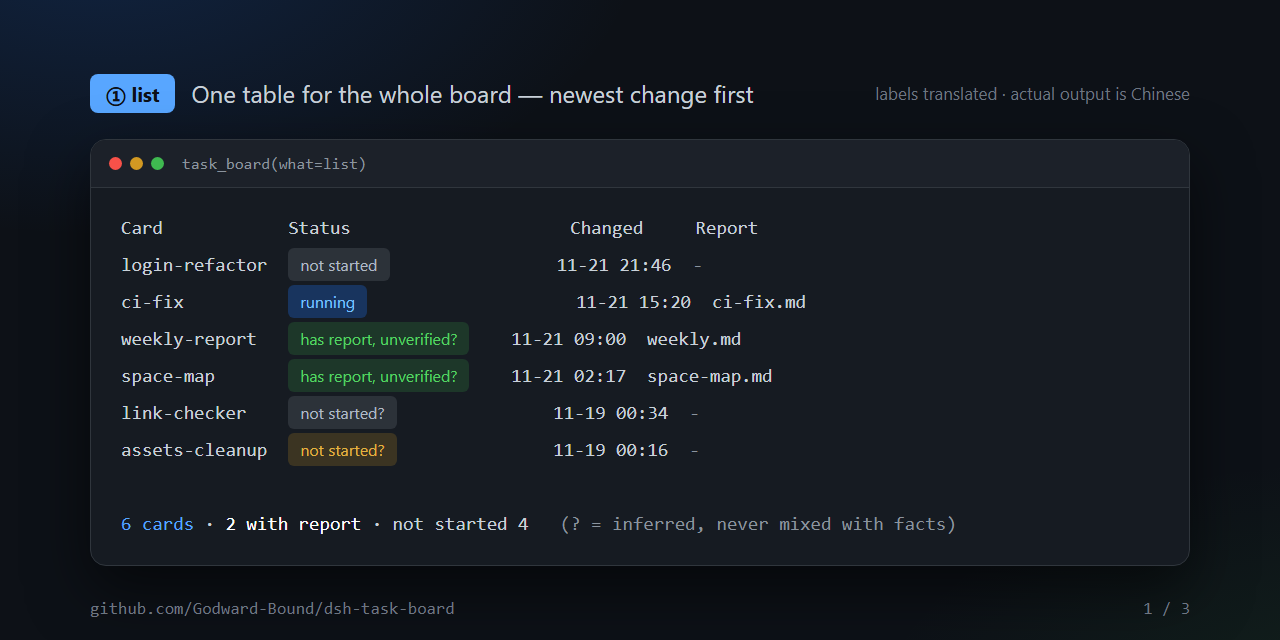 ① list One table for the whole board — newest change first labels translated · actual output is Chinese
task_board(what=list)
Card Status Changed Report
login-refactor not started 11-21 21:46 -
ci-fix running 11-21 15:20 ci-fix.md
weekly-report has report, unverified? 11-21 09:00 weekly.md
space-map has report, unverified? 11-21 02:17 space-map.md
link-checker not started? 11-19 00:34 -
assets-cleanup not started? 11-19 00:16 -
6 cards · 2 with report · not started 4 (? = inferred, never mixed with facts)
github.com/Godward-Bound/dsh-task-board 1 / 3